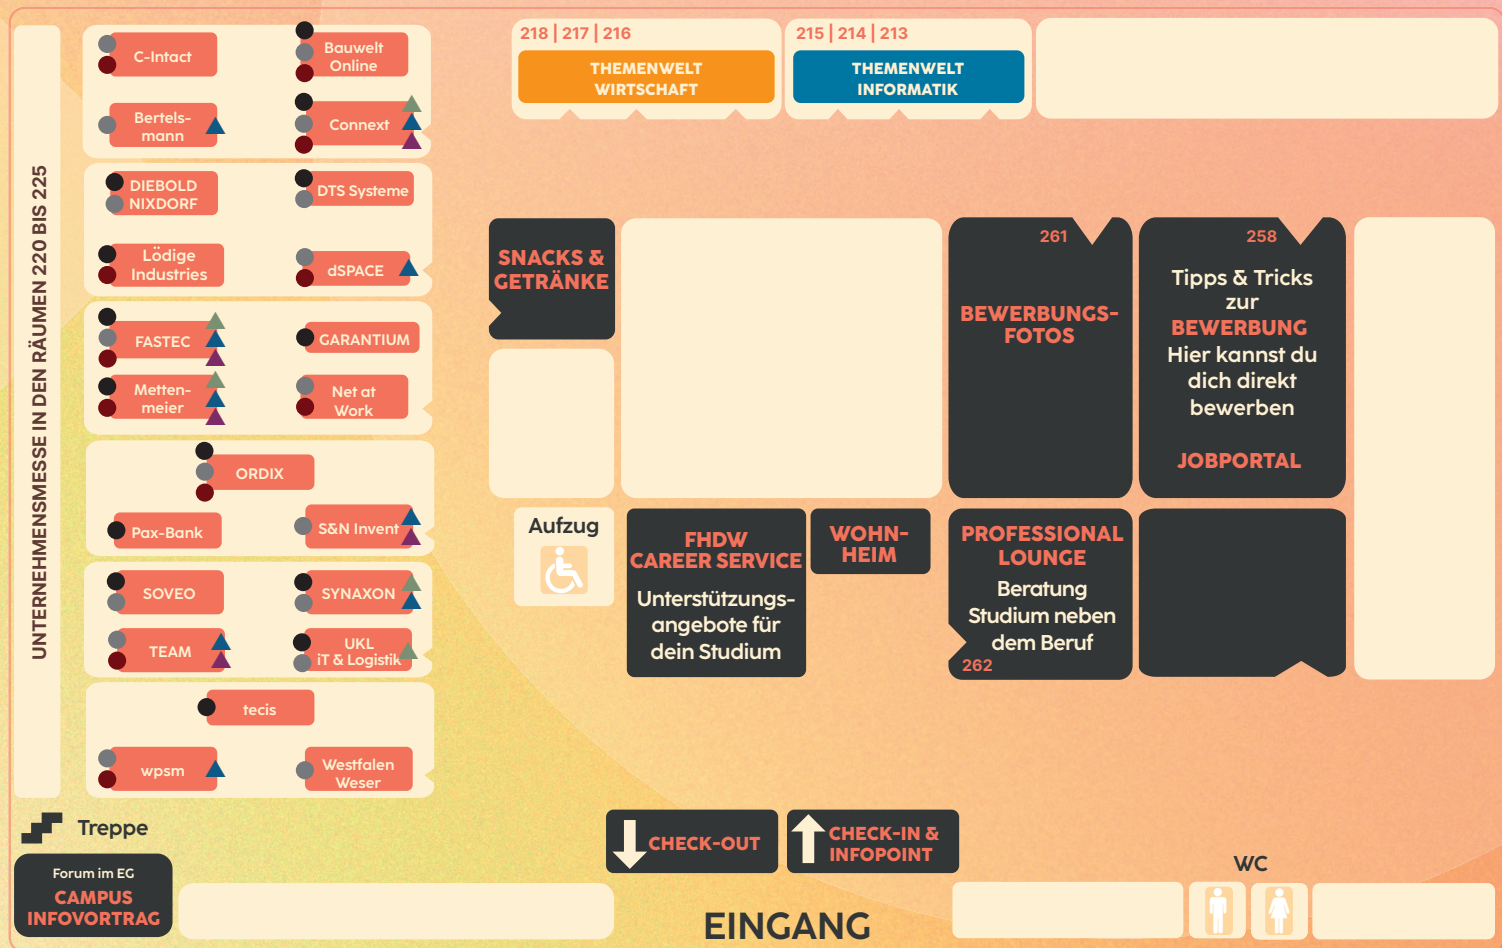 UNTERNEHMENSMESSE IN DEN RÄUMEN 220 BIS 225
C-Intact
Bauwelt
Online
Bertels-
mann
Connext
DIEBOLD
NIXDORF
DTS Systeme
Lödige
Industries
dSPACE
FASTEC
GARANTIUM
Metten-
meier
Net at
Work
ORDIX
Pax-Bank
S&N Invent
SOVEO
SYNAXON
TEAM
UKL
iT & Logistik
tecis
wpsm
Westfalen
Weser
Treppe
Forum im EG
CAMPUS
INFOVORTRAG
218 | 217 | 216
THEMENWELT
WIRTSCHAFT
215 | 214 | 213
THEMENWELT
INFORMATIK
SNACKS &
GETRÄNKE
261
BEWERBUNGS-
FOTOS
258
Tipps & Tricks
zur
BEWERBUNG
Hier kannst du
dich direkt
bewerben
JOBPORTAL
Aufzug
FHDW
CAREER SERVICE
Unterstützungs-
angebote für
dein Studium
WOHN-
HEIM
PROFESSIONAL
LOUNGE
Beratung
Studium neben
dem Beruf
262
CHECK-OUT
CHECK-IN &
INFOPOINT
EINGANG
WC